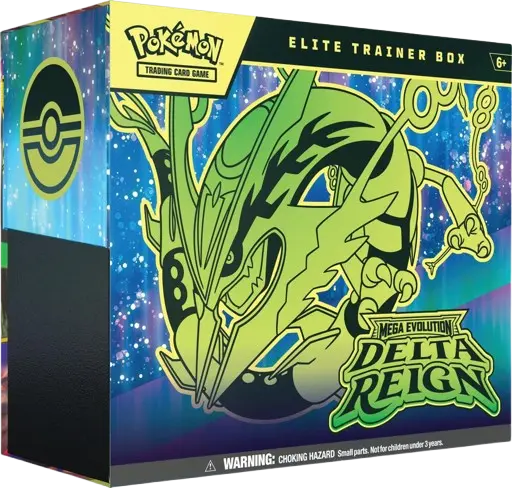 POKéMON
TRADING CARD GAME
ELITE TRAINER BOX
6+
MEGA EVOLUTION
DELTA
REIGN
WARNING: CHOKING HAZARD Small parts. Not for children under 3 years.